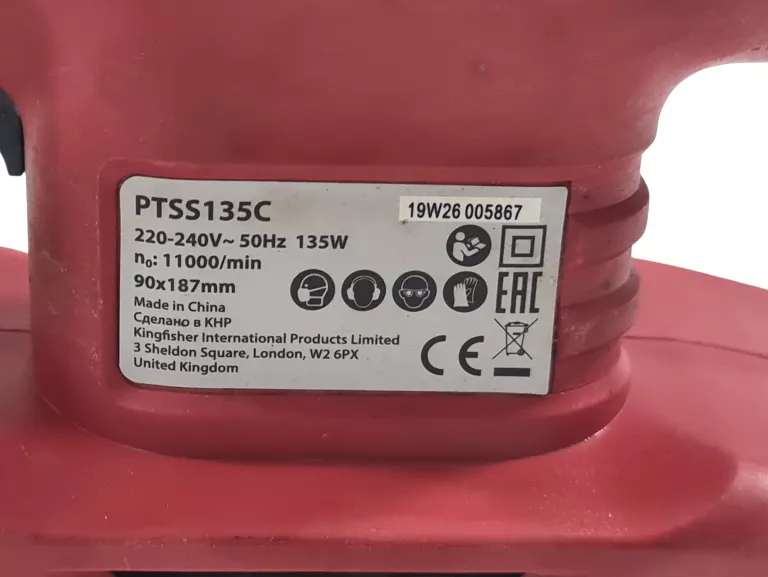 PTSS135C
19W26 005867
220-240V~ 50Hz 135W
n₀: 11000/min
90x187mm
Made in China
Сделано в КНР
Kingfisher International Products Limited
3 Sheldon Square, London, W2 6PX
United Kingdom
EAC
CE